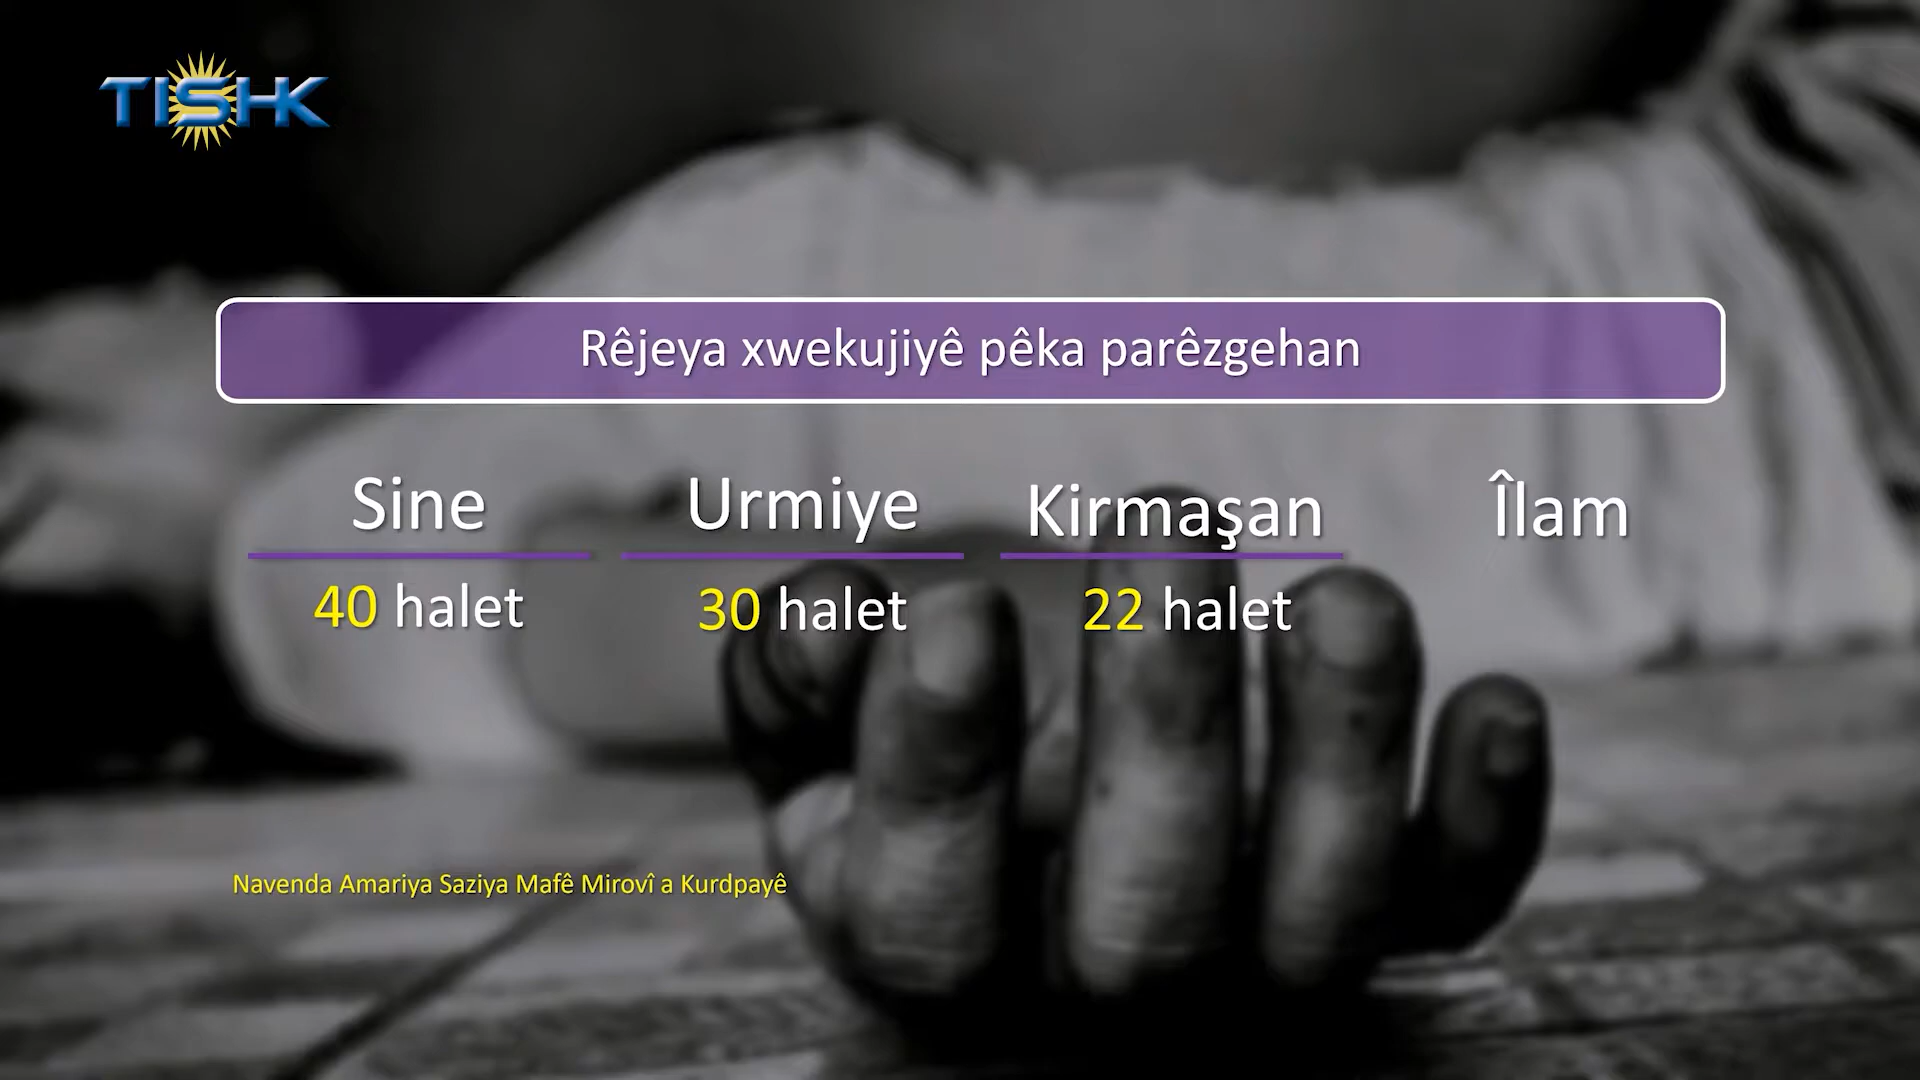 TISHK
Rêjeya xwekujiyê pêka parêzgehan
Sine Urmiye Kirmaşan Îlam
40 halet 30 halet 22 halet
Navenda Amariya Saziya Mafê Mirovî a Kurdpayê